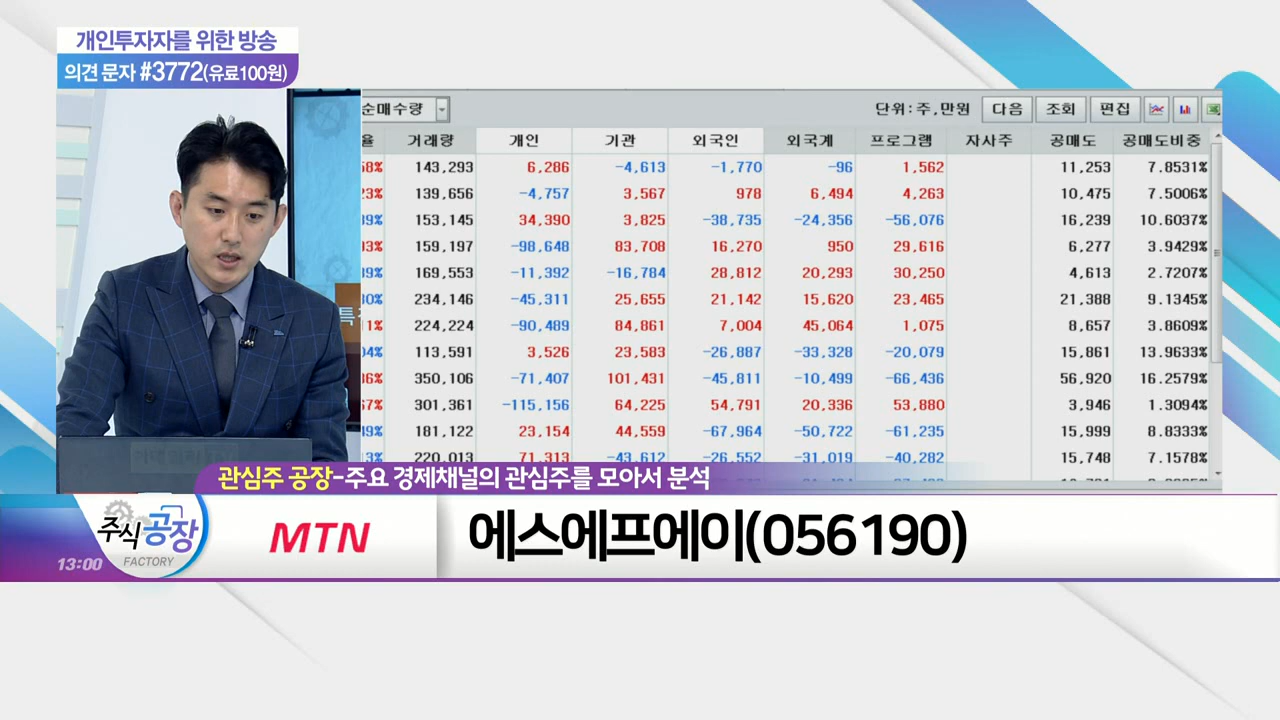 개인투자자를 위한 방송
의견 문자 #3772(유료100원)
순매수량 단위:주,만원 다음 조회 편집
율 거래량 개인 기관 외국인 외국계 프로그램 자사주 공매도 공매도비중
58% 143,293 6,286 -4,613 -1,770 -96 1,562 11,253 7.8531%
23% 139,656 -4,757 3,567 978 6,494 4,263 10,475 7.5006%
39% 153,145 34,390 3,825 -38,735 -24,356 -56,076 16,239 10.6037%
93% 159,197 -98,648 83,708 16,270 950 29,616 6,277 3.9429%
39% 169,553 -11,392 -16,784 28,812 20,293 30,250 4,613 2.7207%
30% 234,146 -45,311 25,655 21,142 15,620 23,465 21,388 9.1345%
1% 224,224 -90,489 84,861 7,004 45,064 1,075 8,657 3.8609%
04% 113,591 3,526 23,583 -26,887 -33,328 -20,079 15,861 13.9633%
06% 350,106 -71,407 101,431 -45,811 -10,499 -66,436 56,920 16.2579%
57% 301,361 -115,156 64,225 54,791 20,336 53,880 3,946 1.3094%
49% 181,122 23,154 44,559 -67,964 -50,722 -61,235 15,999 8.8333%
3% 220,013 71,313 -43,612 -26,552 -31,019 -40,282 15,748 7.1578%
특
관심주 공장-주요 경제채널의 관심주를 모아서 분석
주식공장
FACTORY
13:00
MTN
에스에프에이(056190)